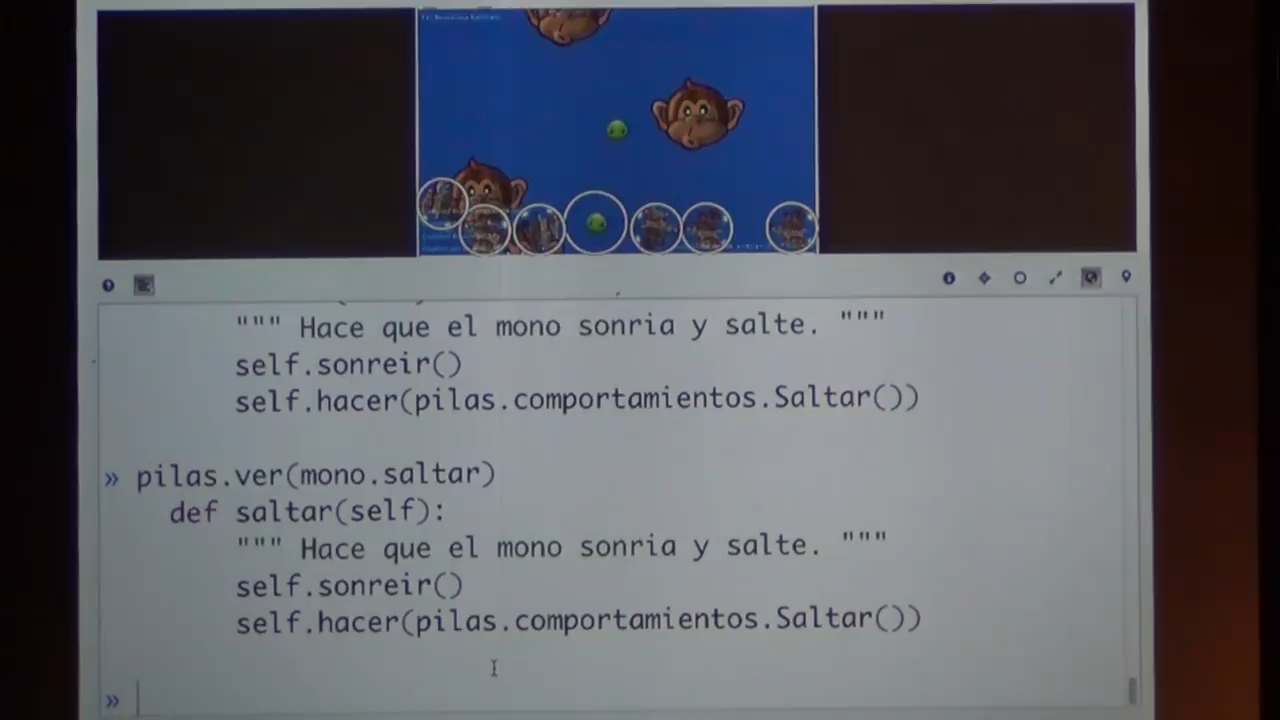 """ Hace que el mono sonria y salte. """
self.sonreir()
self.hacer(pilas.comportamientos.Saltar())
» pilas.ver(mono.saltar)
def saltar(self):
""" Hace que el mono sonria y salte. """
self.sonreir()
self.hacer(pilas.comportamientos.Saltar())
»